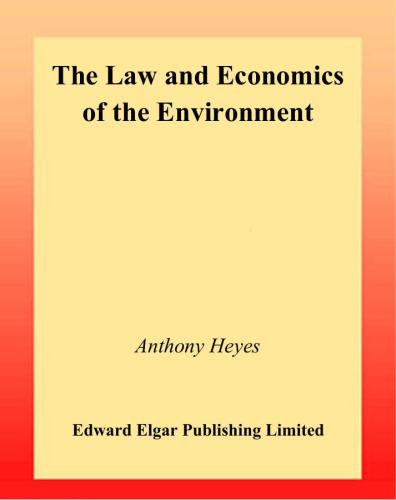 The Law and Economics
of the Environment
Anthony Heyes
Edward Elgar Publishing Limited